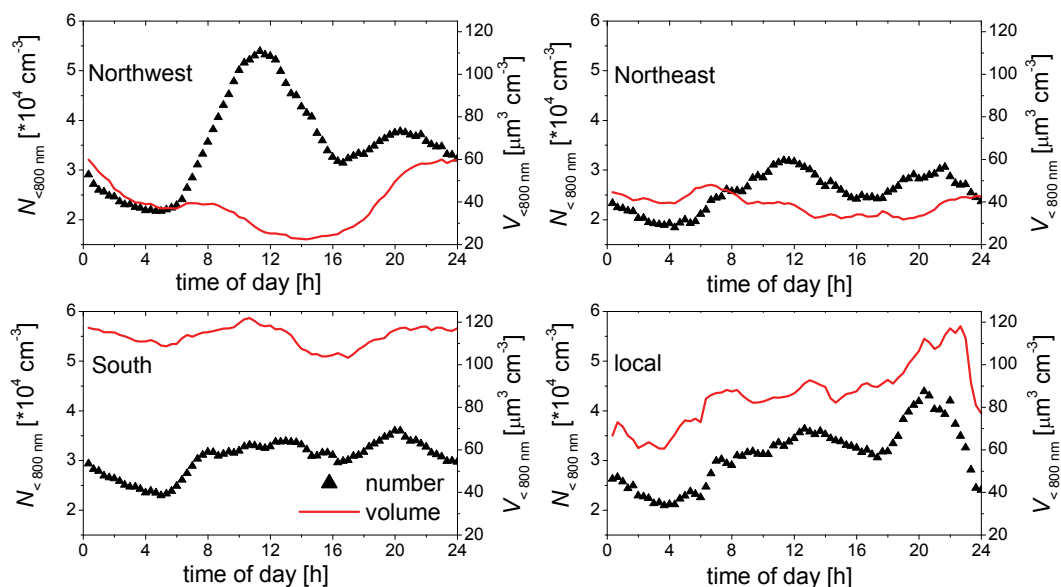 Northwest
N<800 nm [*10^4 cm^-3]
6
5
4
3
2
120
100
80
60
40
20
V<800 nm [µm^3 cm^-3]
0 4 8 12 16 20 24
time of day [h]
Northeast
N< 800 nm [*10^4 cm^-3]
6
5
4
3
2
120
100
80
60
40
20
V< 800 nm [µm^3 cm^-3]
0 4 8 12 16 20 24
time of day [h]
South
N< 800 nm [*10^4 cm^-3]
6
5
4
3
2
120
100
80
60
40
20
V< 800 nm [µm^3 cm^-3]
number
volume
0 4 8 12 16 20 24
time of day [h]
local
N< 800 nm [*10^4 cm^-3]
6
5
4
3
2
120
100
80
60
40
20
V< 800 nm [µm^3 cm^-3]
0 4 8 12 16 20 24
time of day [h]